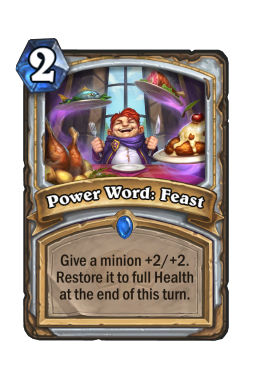 2
Power Word: Feast
Give a minion +2/+2.
Restore it to full Health
at the end of this turn.